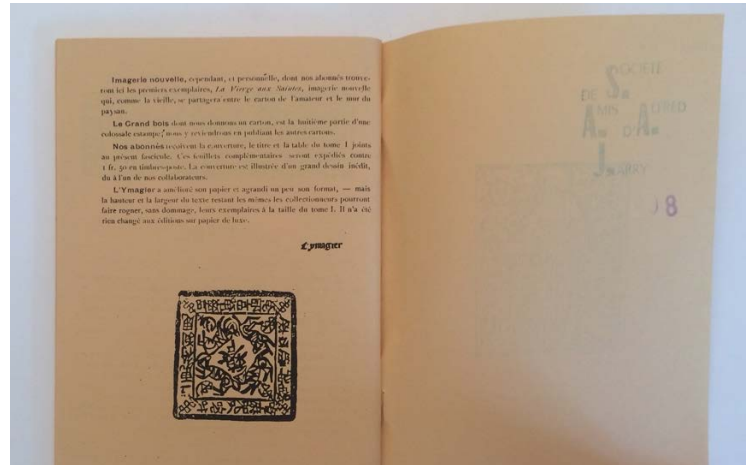 Imagerie nouvelle, cependant, et personnelle, dont nos abonnés trouve-
ront ici les premiers exemplaires, La Vierge aux Saintes, imagerie nouvelle
qui, comme la vieille, se partagera entre le carton de l'amateur et le mur du
paysan.
Le Grand bois dont nous donnons un carton, est la huitième partie d'une
colossale estampe; nous y reviendrons en publiant les autres cartons.
Nos abonnés reçoivent la couverture, le titre et la table du tome I joints
au présent fascicule. Ces feuillets complémentaires seront expédiés contre
1 fr. 50 en timbres-poste. La couverture est illustrée d'un grand dessin inédit,
dû à l'un de nos collaborateurs.
L'Ymagier a amélioré son papier et agrandi un peu son format, — mais
la hauteur et la largeur du texte restant les mêmes les collectionneurs pourront
faire rogner, sans dommage, leurs exemplaires à la taille du tome I. Il n'a été
rien changé aux éditions sur papier de luxe.
L'ymagier
SOCIETE
DES
AMIS D'ALFRED
JARRY
8